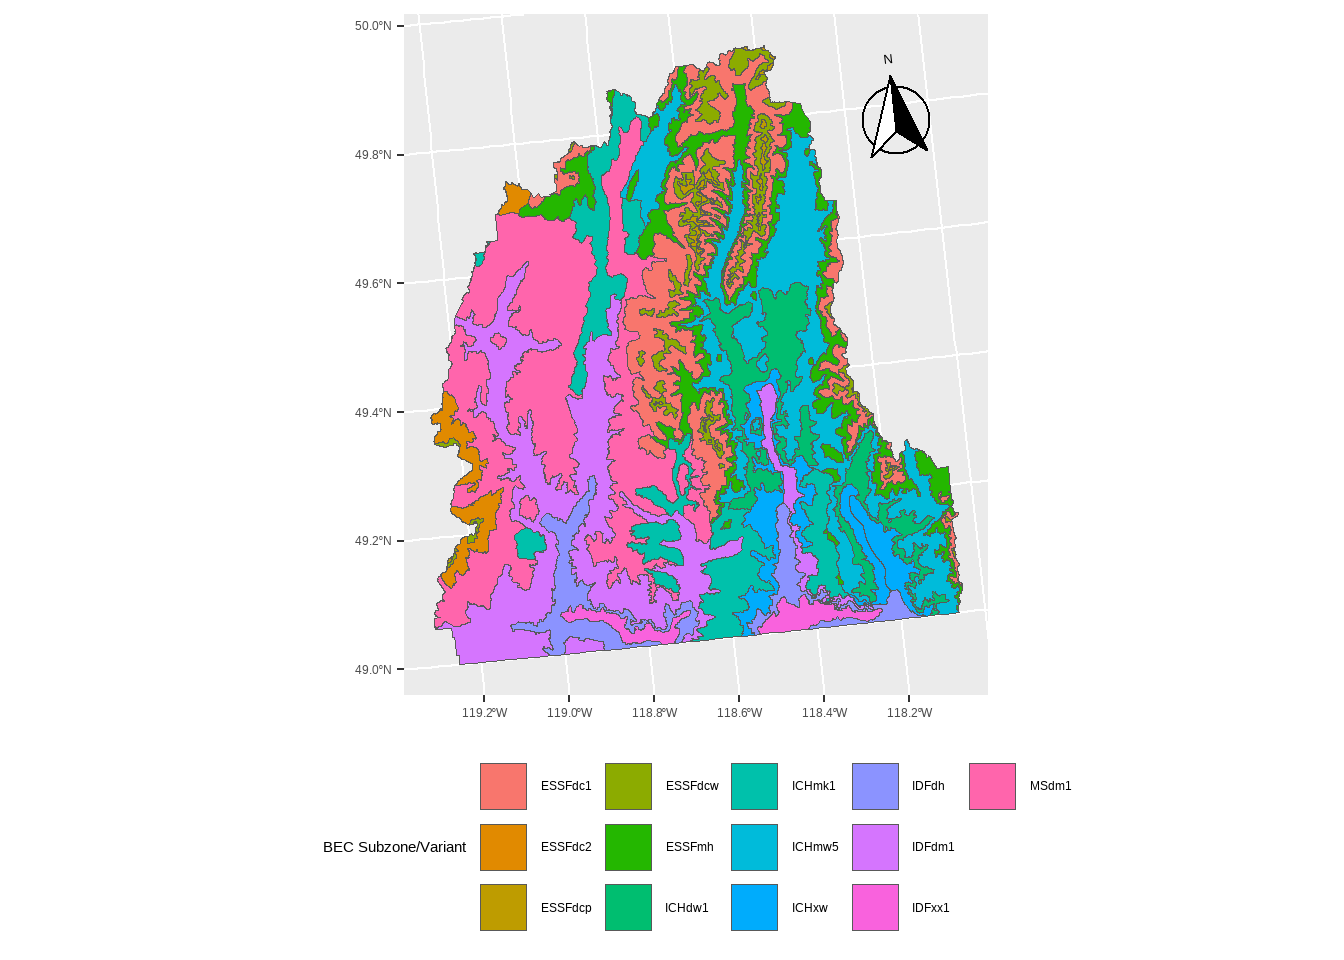 50.0°N
N
49.8°N
49.6°N
49.4°N
49.2°N
49.0°N
119.2°W 119.0°W 118.8°W 118.6°W 118.4°W 118.2°W
ESSFdc1 ESSFdcw ICHmk1 IDFdh MSdm1
BEC Subzone/Variant ESSFdc2 ESSFmh ICHmw5 IDFdm1
ESSFdcp ICHdw1 ICHxw IDFxx1